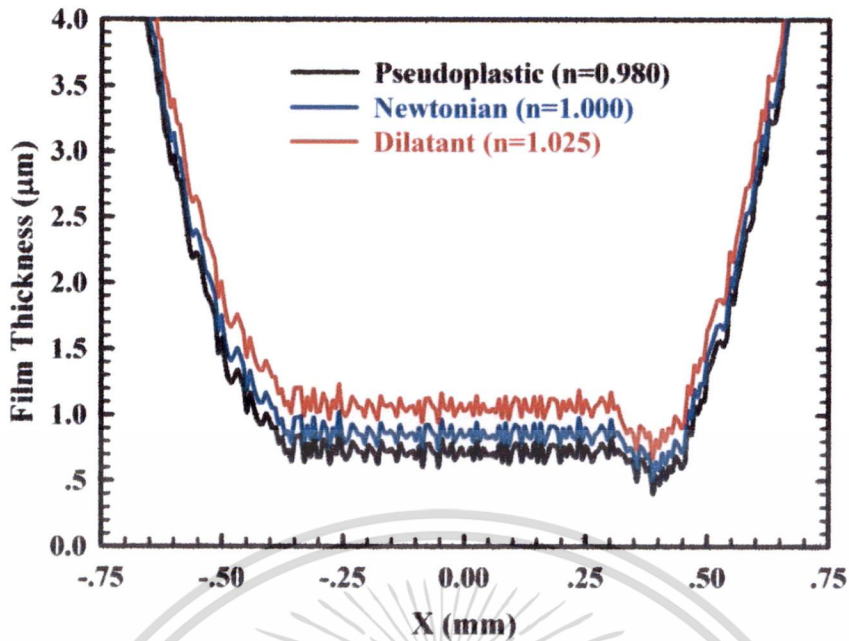 4.0
3.5
3.0
2.5
2.0
1.5
1.0
.5
0.0
Film Thickness (μm)
Pseudoplastic (n=0.980)
Newtonian (n=1.000)
Dilatant (n=1.025)
-.75 -.50 -.25 0.00 .25 .50 .75
X (mm)